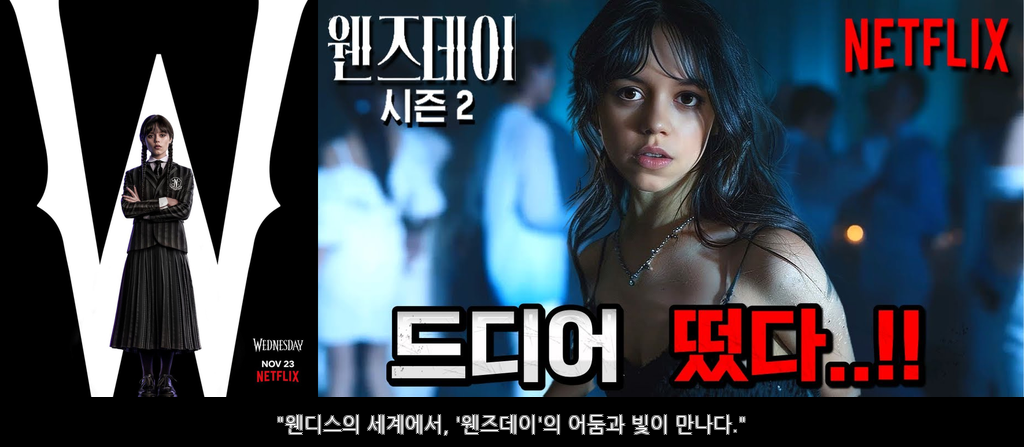 W
WEDNESDAY
NOV 23
NETFLIX
웬즈데이
시즌 2
NETFLIX
드디어 떴다..!!
"웬디스의 세계에서, '웬즈데이'의 어둠과 빛이 만나다."